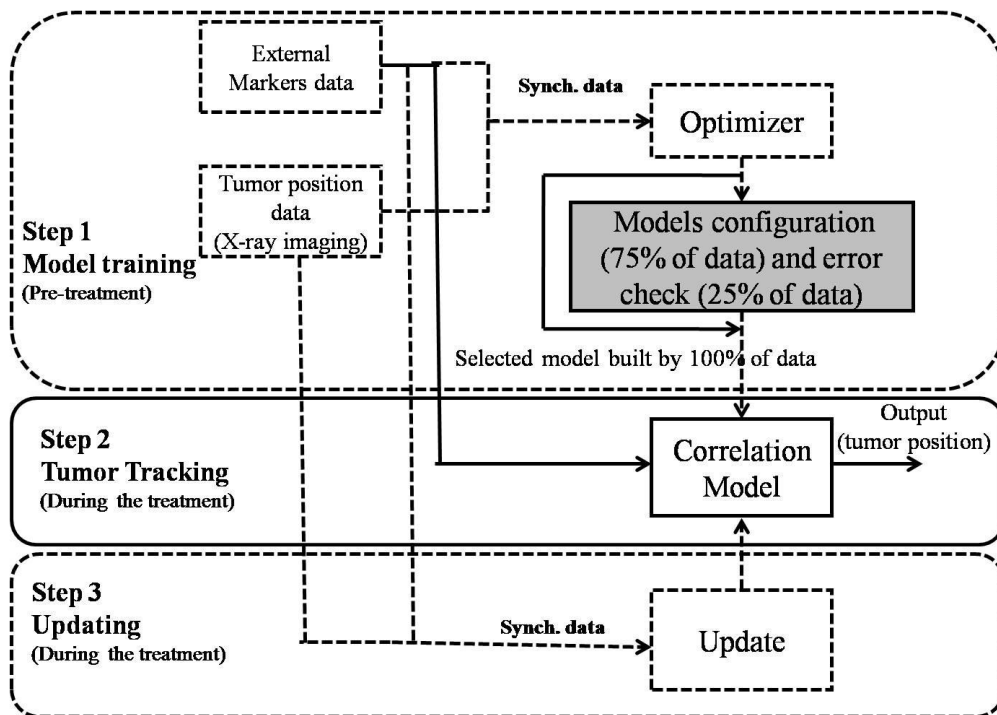 External
Markers data
Synch. data
Optimizer
Tumor position
data
(X-ray imaging)
Step 1
Model training
(Pre-treatment)
Models configuration
(75% of data) and error
check (25% of data)
Selected model built by 100% of data
Step 2
Tumor Tracking
(During the treatment)
Correlation
Model
Output
(tumor position)
Step 3
Updating
(During the treatment)
Synch. data
Update